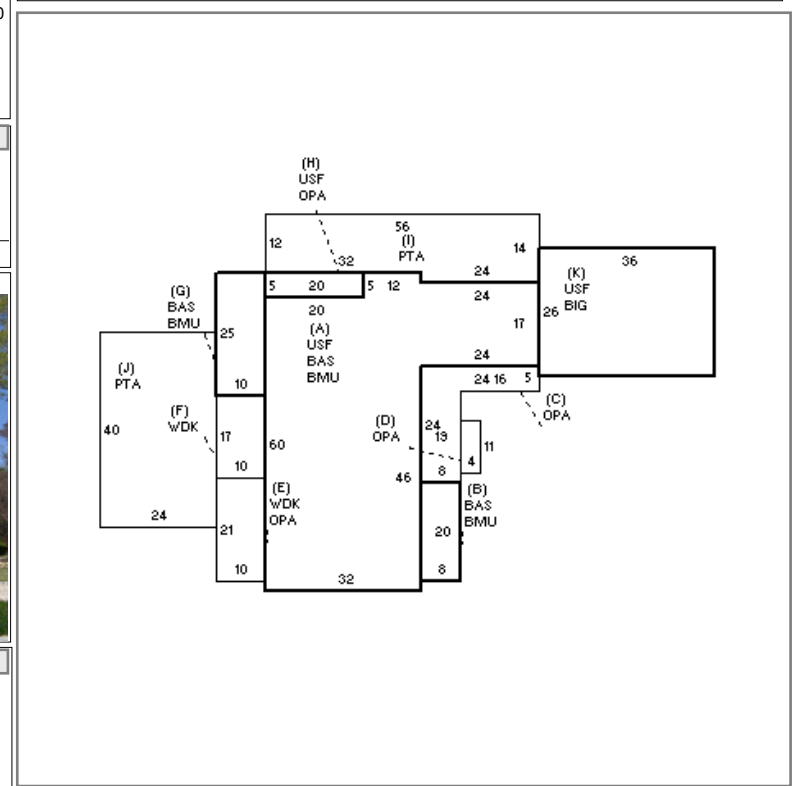 (H)
USF
OPA
56
(I)
PTA
12
14
32
24
36
(K)
USF
BIG
(G)
BAS
BMU
5
20
5
12
24
20
25
(A)
USF
BAS
BMU
17
26
(J)
PTA
24
10
24
16
5
(C)
OPA
(F)
WDK
(D)
OPA
40
17
24
19
11
60
4
10
46
8
(E)
WDK
OPA
(B)
BAS
BMU
24
21
20
10
32
8